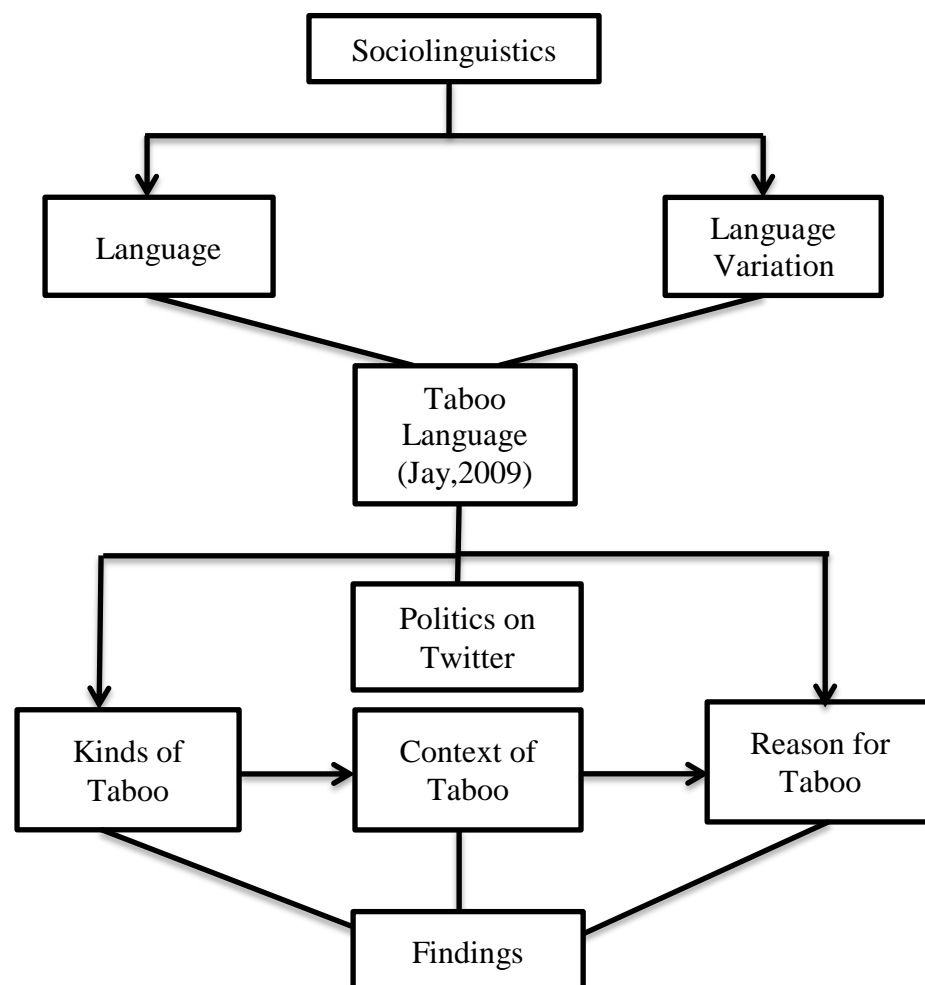 Sociolinguistics
Language
Language
Variation
Taboo
Language
(Jay,2009)
Politics on
Twitter
Kinds of
Taboo
Context of
Taboo
Reason for
Taboo
Findings